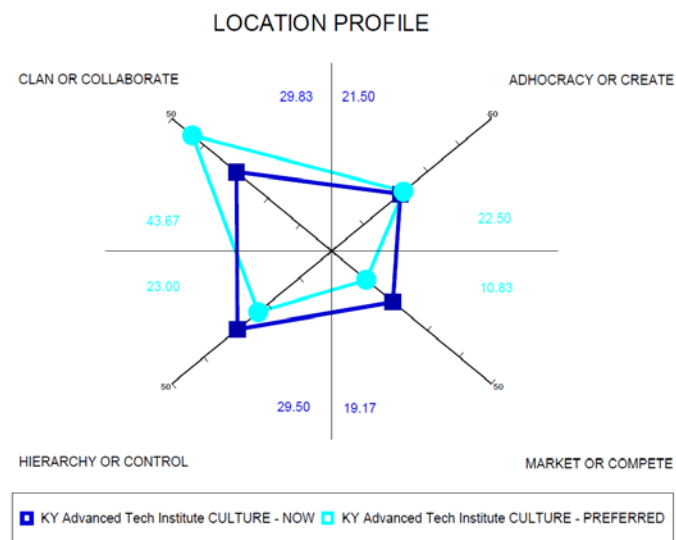 LOCATION PROFILE
CLAN OR COLLABORATE
ADHOCRACY OR CREATE
29.83 21.50
50
50
43.67
22.50
23.00
10.83
50
50
29.50 19.17
HIERARCHY OR CONTROL
MARKET OR COMPETE
KY Advanced Tech Institute CULTURE - NOW KY Advanced Tech Institute CULTURE - PREFERRED